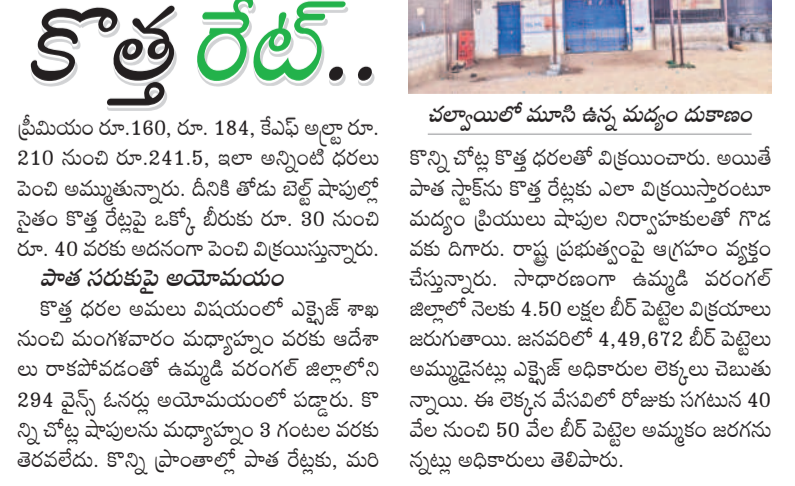 కొత్త రేట్..
ప్రీమియం రూ.160, రూ. 184, కేఎఫ్ అల్ట్రా రూ.
210 నుంచి రూ.241.5, ఇలా అన్నింటి ధరలు
పెంచి అమ్ముతున్నారు. దీనికి తోడు బెల్ట్ షాపుల్లో
సైతం కొత్త రేట్లపై ఒక్కో బీరుకు రూ. 30 నుంచి
రూ. 40 వరకు అదనంగా పెంచి విక్రయిస్తున్నారు.
పాత సరుకుపై అయోమయం
కొత్త ధరల అమలు విషయంలో ఎక్సైజ్ శాఖ
నుంచి మంగళవారం మధ్యాహ్నం వరకు ఆదేశా
లు రాకపోవడంతో ఉమ్మడి వరంగల్ జిల్లాలోని
294 వైన్స్ ఓనర్లు అయోమయంలో పడ్డారు. కొ
న్ని చోట్ల షాపులను మధ్యాహ్నం 3 గంటల వరకు
తెరవలేదు. కొన్ని ప్రాంతాల్లో పాత రేట్లకు, మరి
చల్వాయిలో మూసి ఉన్న మద్యం దుకాణం
కొన్ని చోట్ల కొత్త ధరలతో విక్రయించారు. అయితే
పాత స్టాక్‌ను కొత్త రేట్లకు ఎలా విక్రయిస్తారంటూ
మద్యం ప్రియులు షాపుల నిర్వాహకులతో గొడ
వకు దిగారు. రాష్ట్ర ప్రభుత్వంపై ఆగ్రహం వ్యక్తం
చేస్తున్నారు. సాధారణంగా ఉమ్మడి వరంగల్
జిల్లాలో నెలకు 4.50 లక్షల బీర్ పెట్టెల విక్రయాలు
జరుగుతాయి. జనవరిలో 4,49,672 బీర్ పెట్టెలు
అమ్ముడైనట్లు ఎక్సైజ్ అధికారుల లెక్కలు చెబుతు
న్నాయి. ఈ లెక్కన వేసవిలో రోజుకు సగటున 40
వేల నుంచి 50 వేల బీర్ పెట్టెల అమ్మకం జరగను
న్నట్లు అధికారులు తెలిపారు.